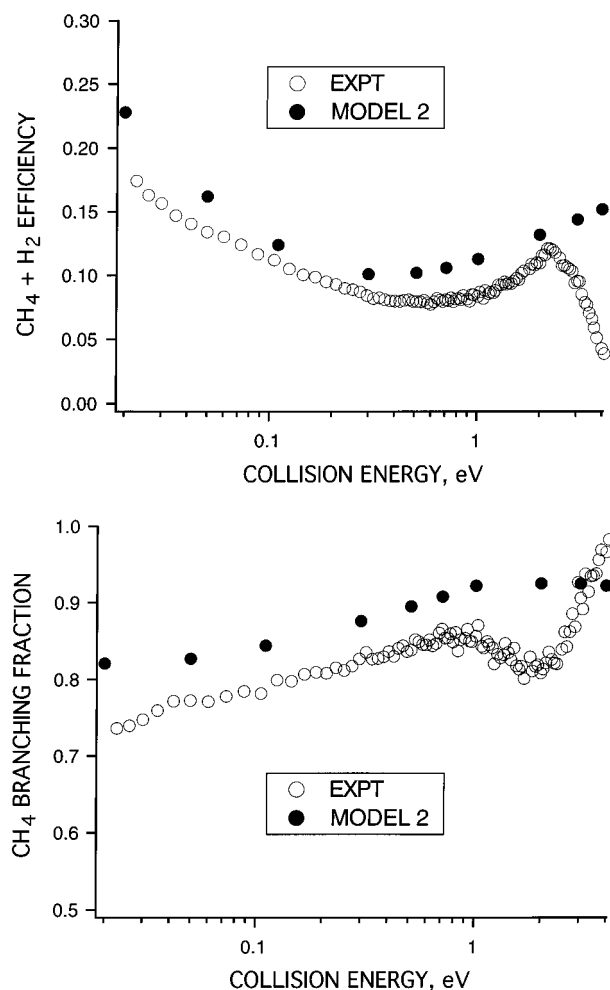 0.30
0.25
0.20
0.15
0.10
0.05
0.00
CH₄ + H₂ EFFICIENCY
EXPT
MODEL 2
0.1
1
COLLISION ENERGY, eV
1.0
0.9
0.8
0.7
0.6
0.5
CH₄ BRANCHING FRACTION
EXPT
MODEL 2
0.1
1
COLLISION ENERGY, eV